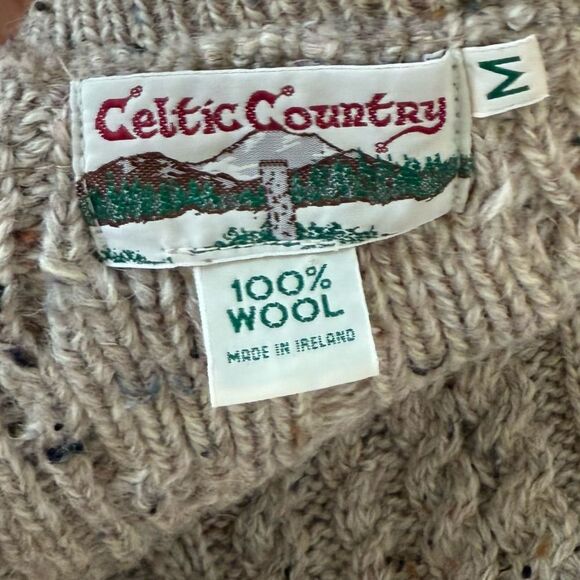 Celtic Country
M
100%
WOOL
MADE IN IRELAND